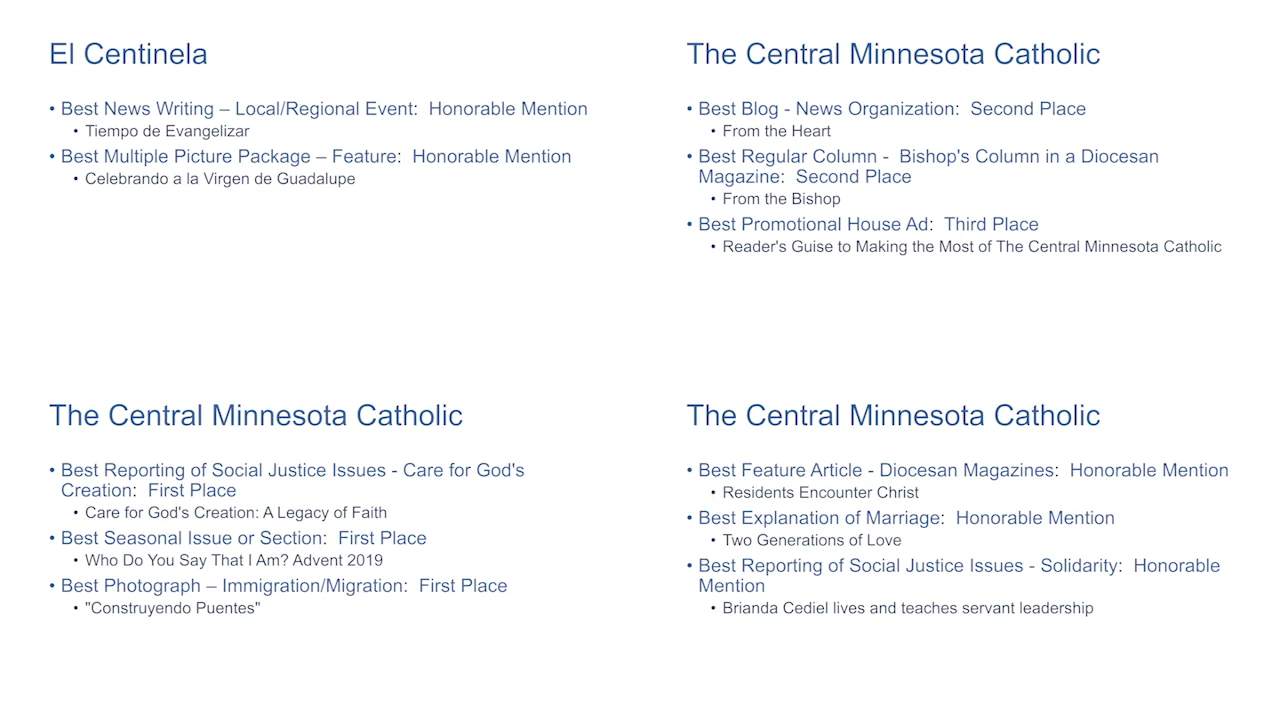 El Centinela
• Best News Writing – Local/Regional Event:  Honorable Mention
• Tiempo de Evangelizar
• Best Multiple Picture Package – Feature:  Honorable Mention
• Celebrando a la Virgen de Guadalupe
The Central Minnesota Catholic
• Best Blog - News Organization:  Second Place
• From the Heart
• Best Regular Column -  Bishop's Column in a Diocesan
Magazine:  Second Place
• From the Bishop
• Best Promotional House Ad:  Third Place
• Reader's Guise to Making the Most of The Central Minnesota Catholic
The Central Minnesota Catholic
• Best Reporting of Social Justice Issues - Care for God's
Creation:  First Place
• Care for God's Creation: A Legacy of Faith
• Best Seasonal Issue or Section:  First Place
• Who Do You Say That I Am? Advent 2019
• Best Photograph – Immigration/Migration:  First Place
• "Construyendo Puentes"
The Central Minnesota Catholic
• Best Feature Article - Diocesan Magazines:  Honorable Mention
• Residents Encounter Christ
• Best Explanation of Marriage:  Honorable Mention
• Two Generations of Love
• Best Reporting of Social Justice Issues - Solidarity:  Honorable
Mention
• Brianda Cediel lives and teaches servant leadership